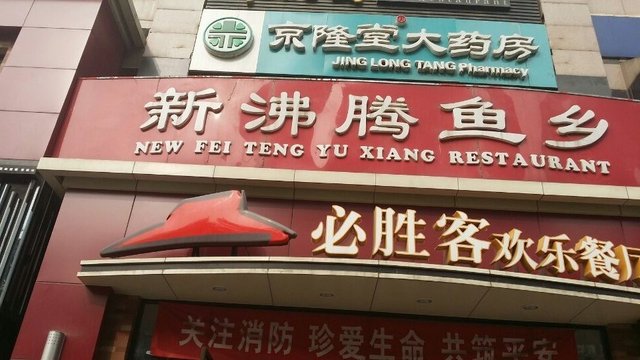 Restaurant
京隆堂大药房
JING LONG TANG Pharmacy
新沸腾鱼乡
NEW FEI TENG YU XIANG RESTAURANT
必胜客欢乐餐厅
关注消防 珍爱生命 共筑平安